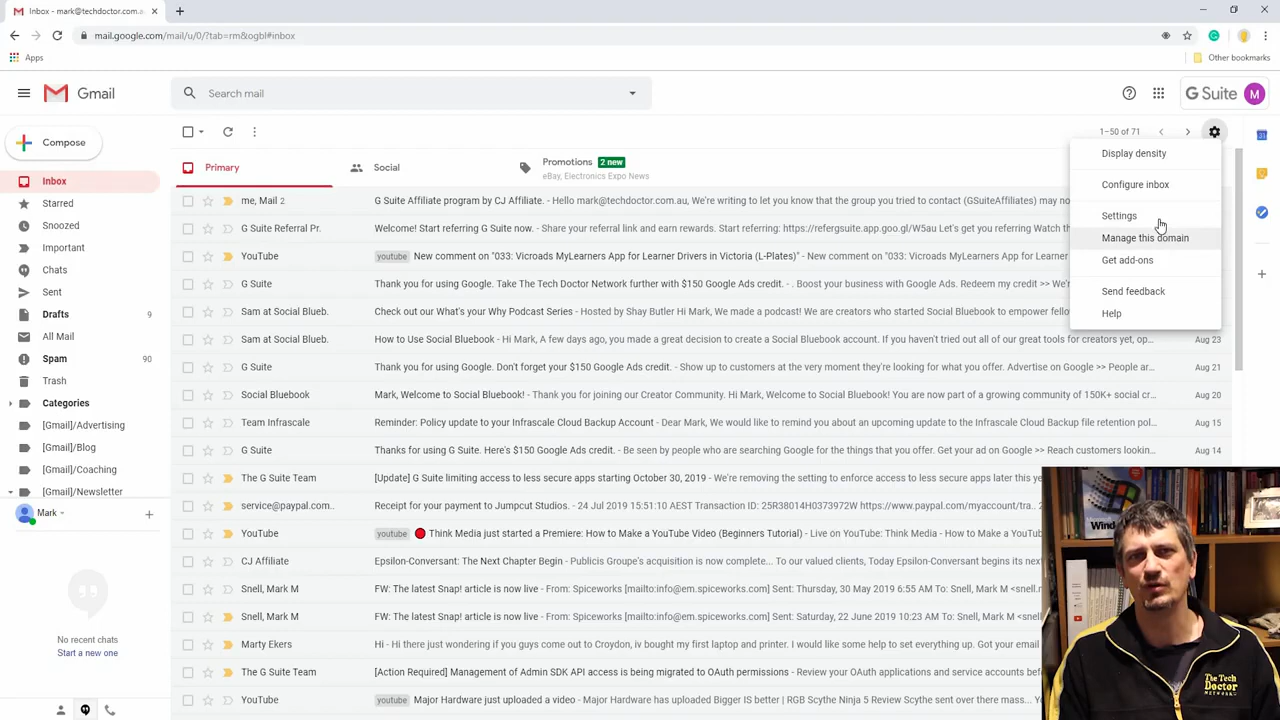 Inbox - mark@techdoctor.com.a
mail.google.com/mail/u/0/?tab=rm&ogbl#inbox
Apps
Other bookmarks
Gmail
Search mail
G Suite
M
Compose
1–50 of 71
Primary
Social
Promotions 2 new
eBay, Electronics Expo News
Display density
Configure inbox
Settings
Manage this domain
Get add-ons
Send feedback
Help
Inbox
Starred
Snoozed
Important
Chats
Sent
Drafts 9
All Mail
Spam 90
Trash
Categories
[Gmail]/Advertising
[Gmail]/Blog
[Gmail]/Coaching
[Gmail]/Newsletter
Mark
No recent chats
Start a new one
me, Mail 2 G Suite Affiliate program by CJ Affiliate. - Hello mark@techdoctor.com.au, We're writing to let you know that the group you tried to contact (GSuiteAffiliates) may no
G Suite Referral Pr. Welcome! Start referring G Suite now. - Share your referral link and earn rewards. Start referring: https://refergsuite.app.goo.gl/W5au Let's get you referring Watch th
YouTube youtube New comment on "033: Vicroads MyLearners App for Learner Drivers in Victoria (L-Plates)" - Learner Drivers in Victoria (L-Plates)" - We'
G Suite Thank you for using Google. Take The Tech Doctor Network further with $150 Google Ads credit. - . Boost your business with Google Ads. Redeem my credit >> We'r
Sam at Social Blueb. Check out our What's your Why Podcast Series - Hosted by Shay Butler Hi Mark, We made a podcast! We are creators who started Social Bluebook to empower fello
Sam at Social Blueb. How to Use Social Bluebook! - Hi Mark, A few days ago, you made a great decision to create a Social Bluebook account. If you haven't tried out all of our great tools for creators yet, op... Aug 23
G Suite Thank you for using Google. Don't forget your $150 Google Ads credit. - Show up to customers at the very moment they're looking for what you offer. Advertise on Google >> People ar... Aug 21
Social Bluebook Mark, Welcome to Social Bluebook! - Thank you for joining our Creator Community. Hi Mark, Welcome to Social Bluebook! You are now part of a growing community of 150K+ social cr... Aug 20
Team Infrascale Reminder: Policy update to your Infrascale Cloud Backup Account - Dear Mark, We would like to remind you about an upcoming update to the Infrascale Cloud Backup file retention pol... Aug 15
G Suite Thanks for using G Suite. Here's $150 Google Ads credit. - Be seen by people who are searching Google for the things that you offer. Get your ad on Google >> Reach customers lookin... Aug 14
The G Suite Team [Update] G Suite limiting access to less secure apps starting October 30, 2019 - We're removing the setting to enforce access to less secure apps later this ye
service@paypal.com.. Receipt for your payment to Jumpcut Studios. - 24 Jul 2019 15:51:10 AEST Transaction ID: 25R38014H0373972W https://www.paypal.com/myaccount/tra..
YouTube youtube Think Media just started a Premiere: How to Make a YouTube Video (Beginners Tutorial) - Live on YouTube: Think Media - How to Make a YouTub
CJ Affiliate Epsilon-Conversant: The Next Chapter Begin - Publicis Groupe's acquisition is now complete... - To our valued clients, Today Epsilon-Conversant begins its next
Snell, Mark M FW: The latest Snap! article is now live - From: Spiceworks [mailto:info@em.spiceworks.com] Sent: Thursday, 30 May 2019 6:55 AM To: Snell, Mark M <sne
Snell, Mark M FW: The latest Snap! article is now live - From: Spiceworks [mailto:info@em.spiceworks.com] Sent: Saturday, 22 June 2019 10:23 AM To: Snell, Mark M <snell.
Marty Ekers Hi - Hi there just wondering if you guys come out to Croydon, iv bought my first laptop and printer. I would like some help to set everything up. Got your email
The G Suite Team [Action Required] Management of Admin SDK API access is being migrated to OAuth permissions - Review your OAuth applications and service accounts befo
YouTube youtube Major Hardware just uploaded a video - Major Hardware has uploaded Bigger IS better | RGB Scythe Ninja 5 Review Scythe sent over there mass...
The Tech
Doctor